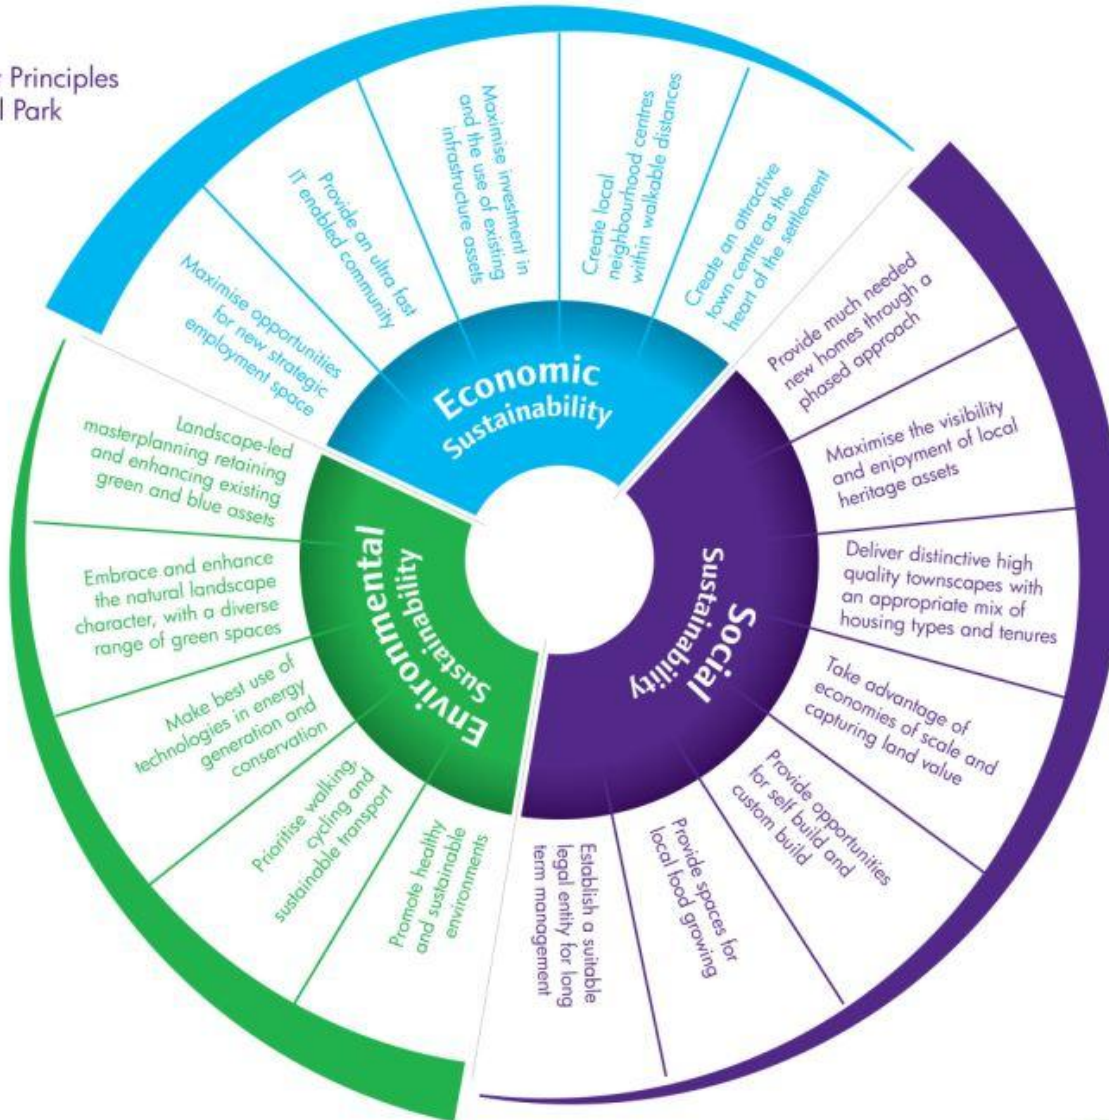 Principles
Park
Economic
Sustainability
Maximise opportunities
for new strategic
employment space
Provide an ultra fast
IT enabled community
Maximise investment in
and the use of existing
infrastructure assets
Create local
neighbourhood centres
within walkable distances
Create an attractive
town centre as the
heart of the settlement
Social
Sustainability
Provide much needed
new homes through a
phased approach
Maximise the visibility
and enjoyment of local
heritage assets
Deliver distinctive high
quality townscapes with
an appropriate mix of
housing types and tenures
Take advantage of
economies of scale and
capturing land value
Provide opportunities
for self build and
custom build
Provide spaces for
local food growing
Establish a suitable
legal entity for long
term management
Environmental
Sustainability
Promote healthy
and sustainable
environments
Prioritise walking,
cycling and
sustainable transport
Make best use of
technologies in energy
generation and
conservation
Embrace and enhance
the natural landscape
character, with a diverse
range of green spaces
Landscape-led
masterplanning retaining
and enhancing existing
green and blue assets